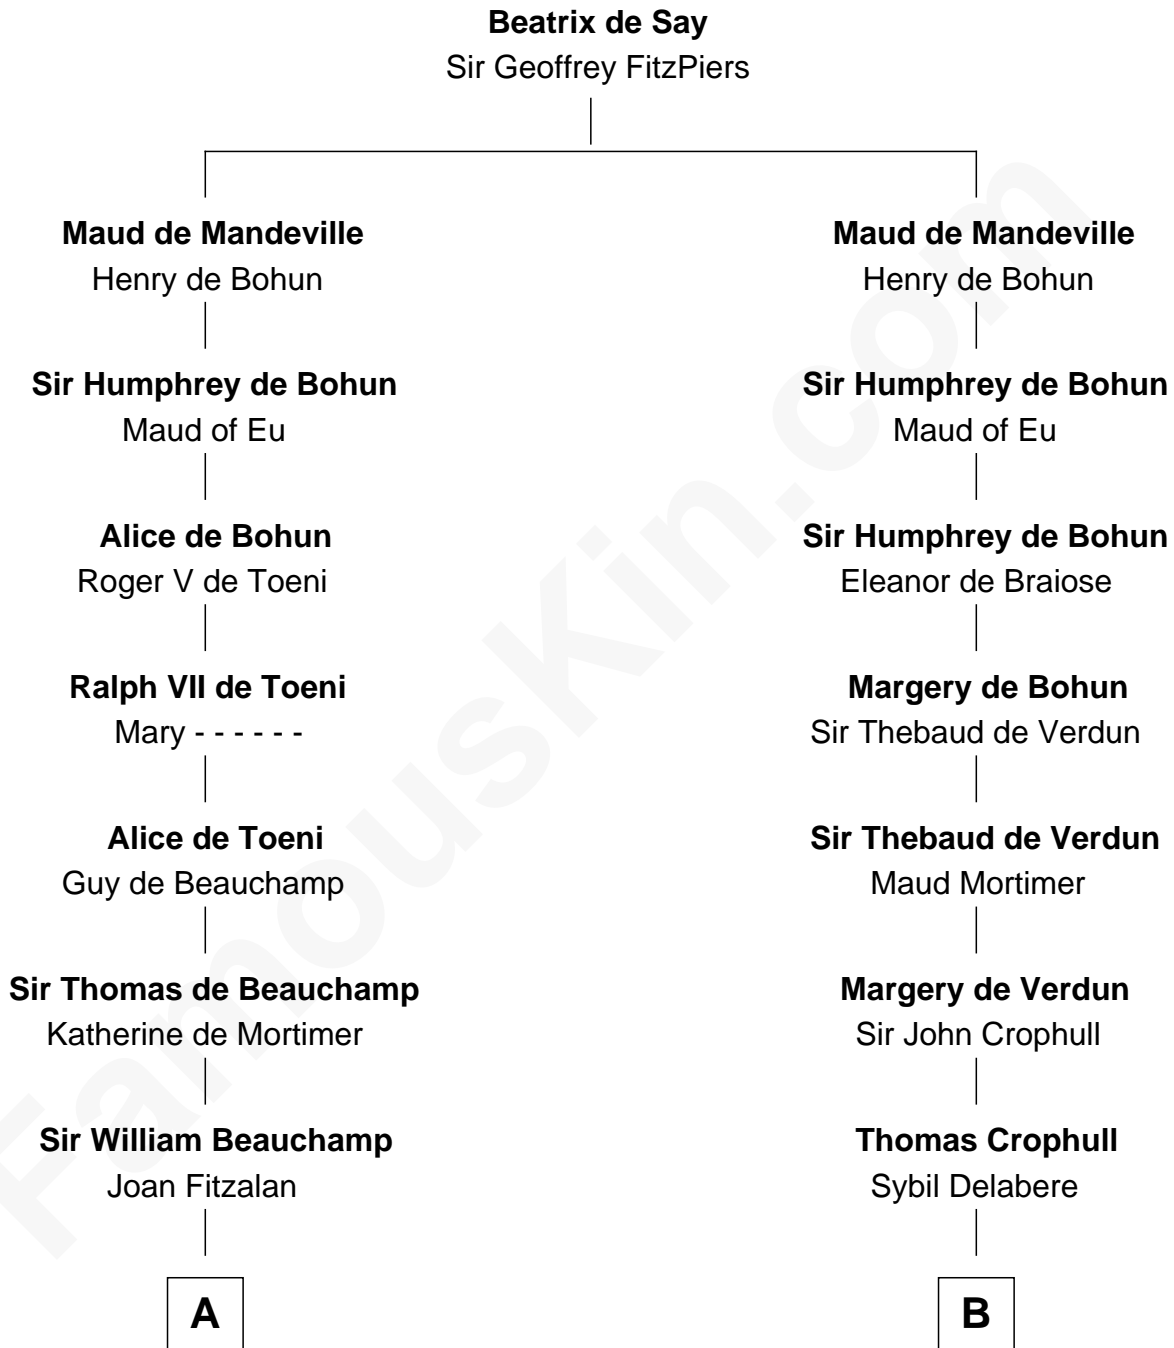 Beatrix de Say
Sir Geoffrey FitzPiers
Maud de Mandeville
Henry de Bohun
Sir Humphrey de Bohun
Maud of Eu
Alice de Bohun
Roger V de Toeni
Ralph VII de Toeni
Mary - - - - - -
Alice de Toeni
Guy de Beauchamp
Sir Thomas de Beauchamp
Katherine de Mortimer
Sir William Beauchamp
Joan Fitzalan
A
Maud de Mandeville
Henry de Bohun
Sir Humphrey de Bohun
Maud of Eu
Sir Humphrey de Bohun
Eleanor de Braiose
Margery de Bohun
Sir Thebaud de Verdun
Sir Thebaud de Verdun
Maud Mortimer
Margery de Verdun
Sir John Crophull
Thomas Crophull
Sybil Delabere
B
FamousKin.com